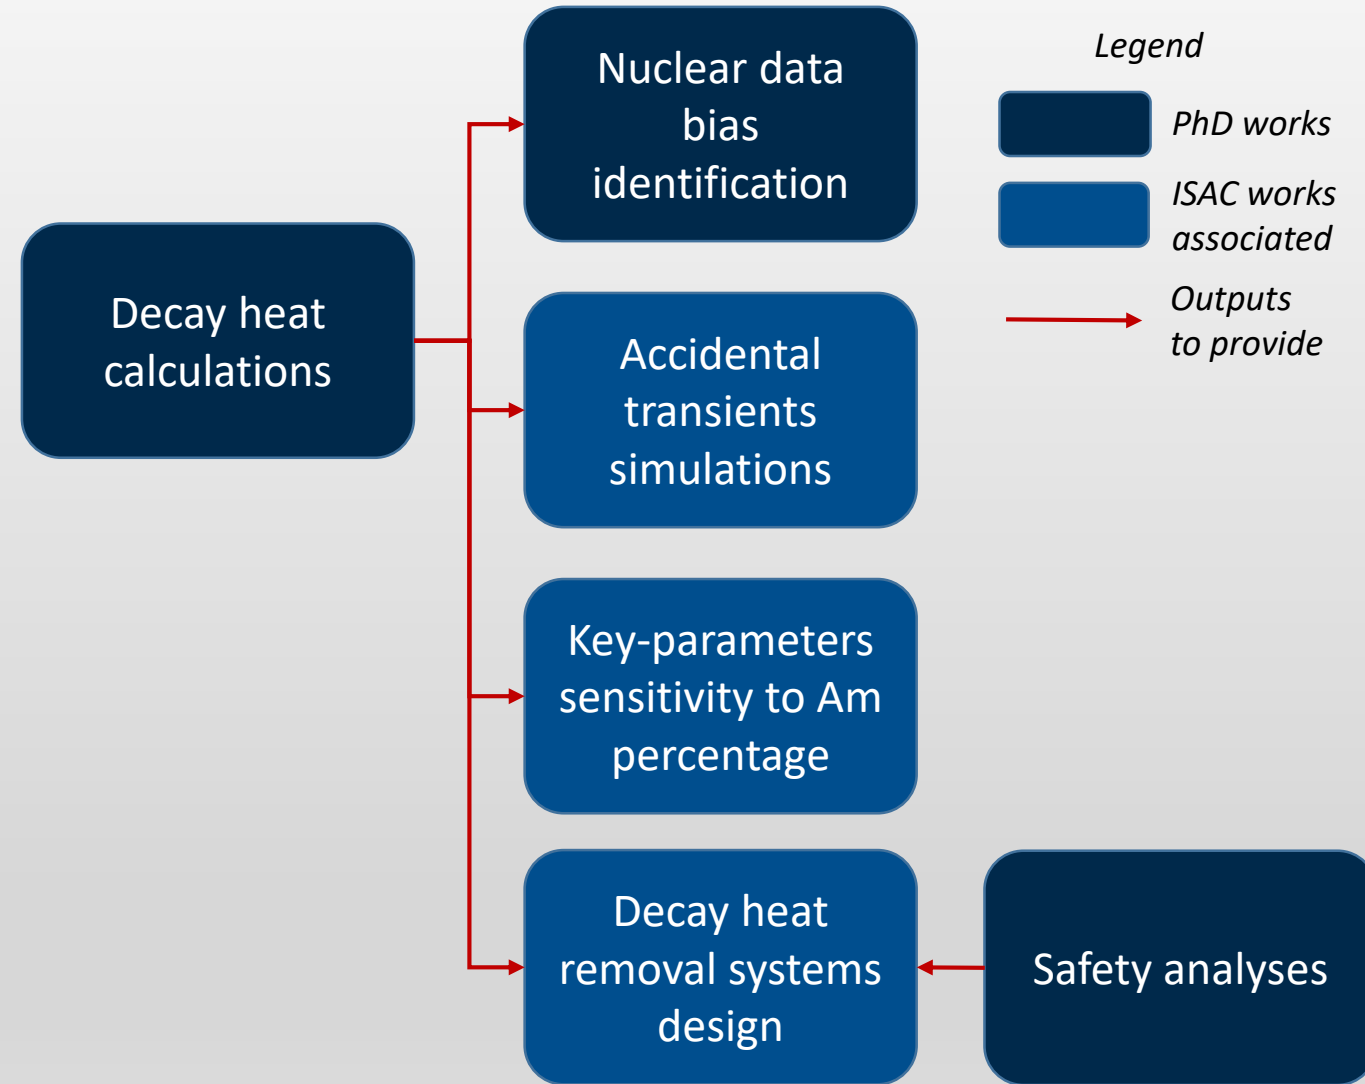 Nuclear data
bias
identification
Legend
PhD works
ISAC works
associated
Outputs
to provide
Decay heat
calculations
Accidental
transients
simulations
Key-parameters
sensitivity to Am
percentage
Decay heat
removal systems
design
Safety analyses